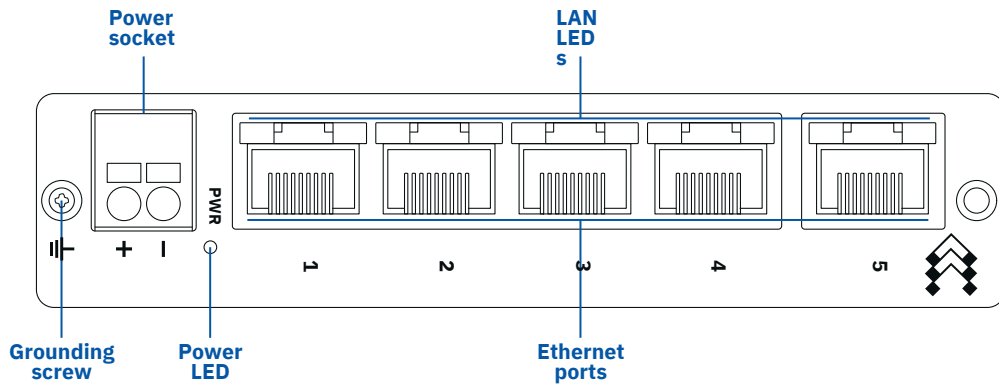 Power
socket
LAN
LED
s
PWR
+ −
1 2 3 4 5
Grounding
screw
Power
LED
Ethernet
ports